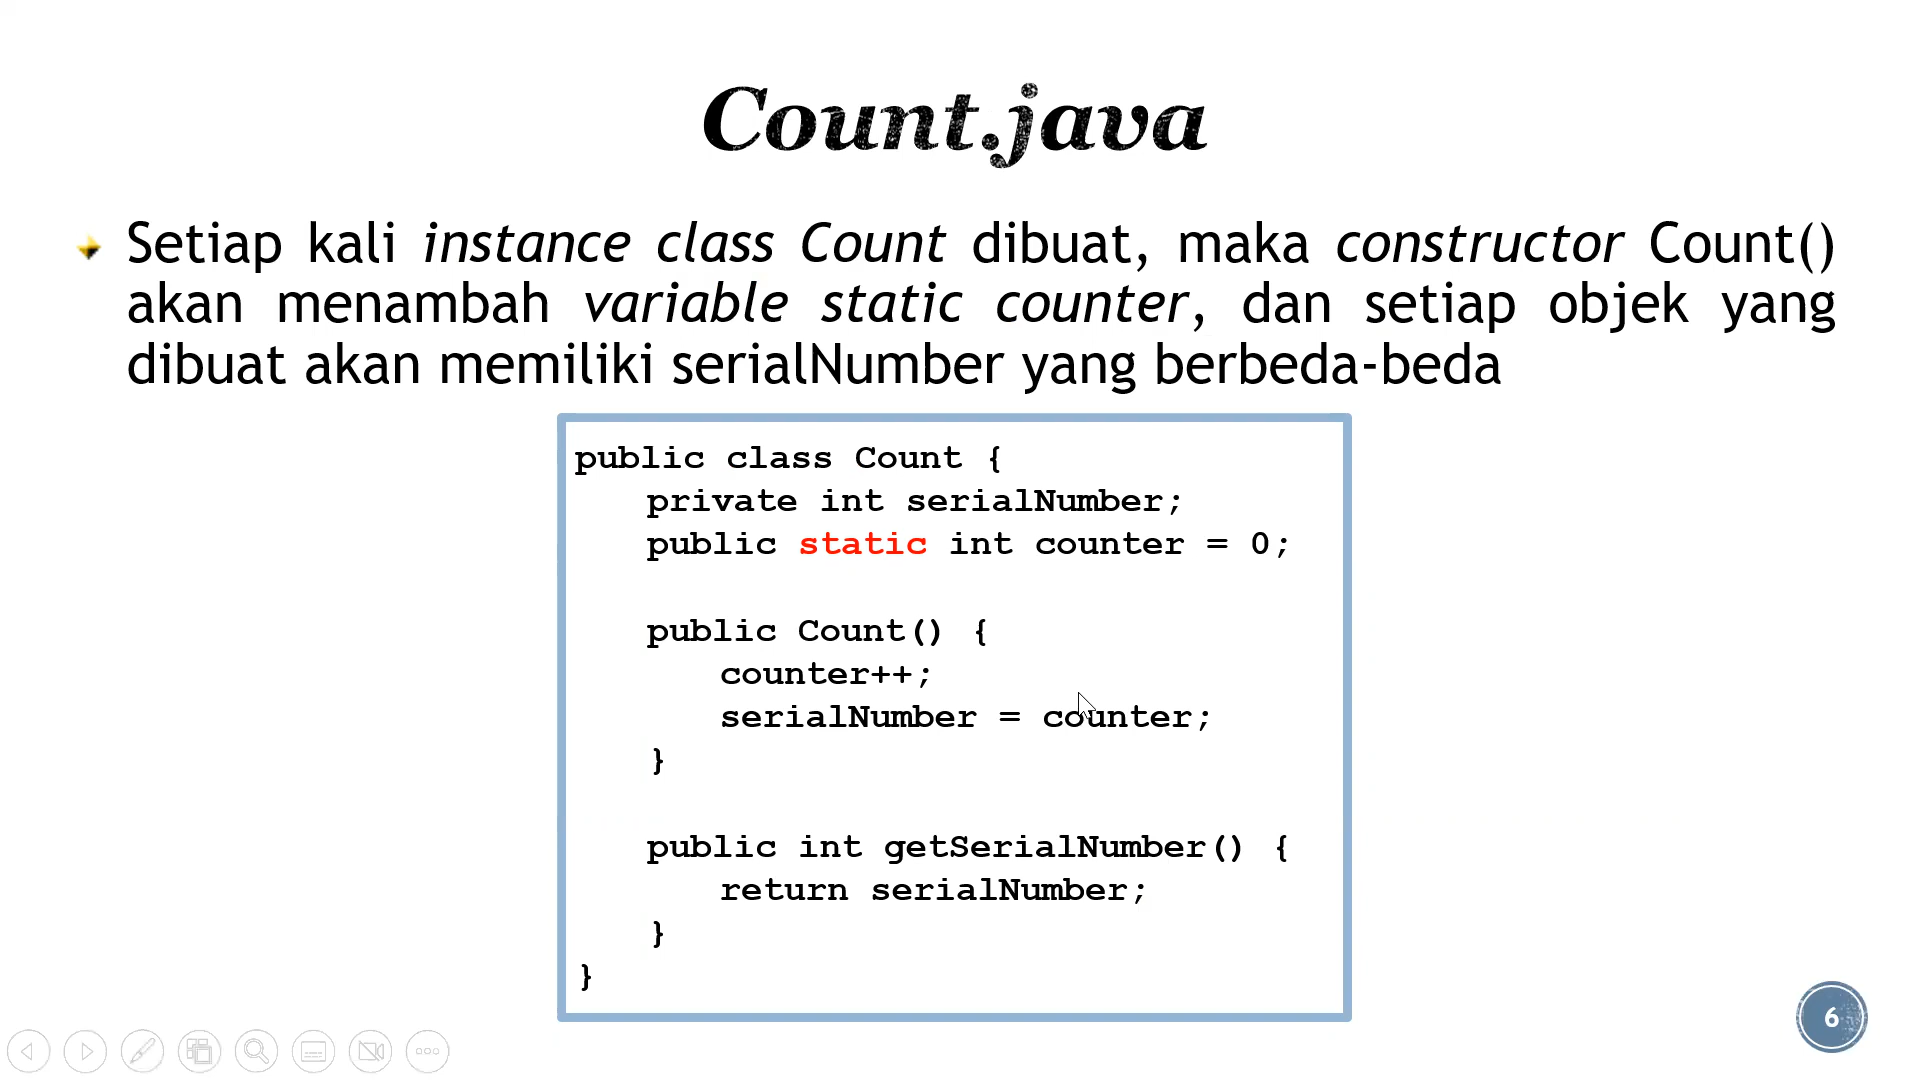 Count.java
Setiap kali instance class Count dibuat, maka constructor Count()
akan menambah variable static counter, dan setiap objek yang
dibuat akan memiliki serialNumber yang berbeda-beda
public class Count {
private int serialNumber;
public static int counter = 0;
public Count() {
counter++;
serialNumber = counter;
}
public int getSerialNumber() {
return serialNumber;
}
}
6